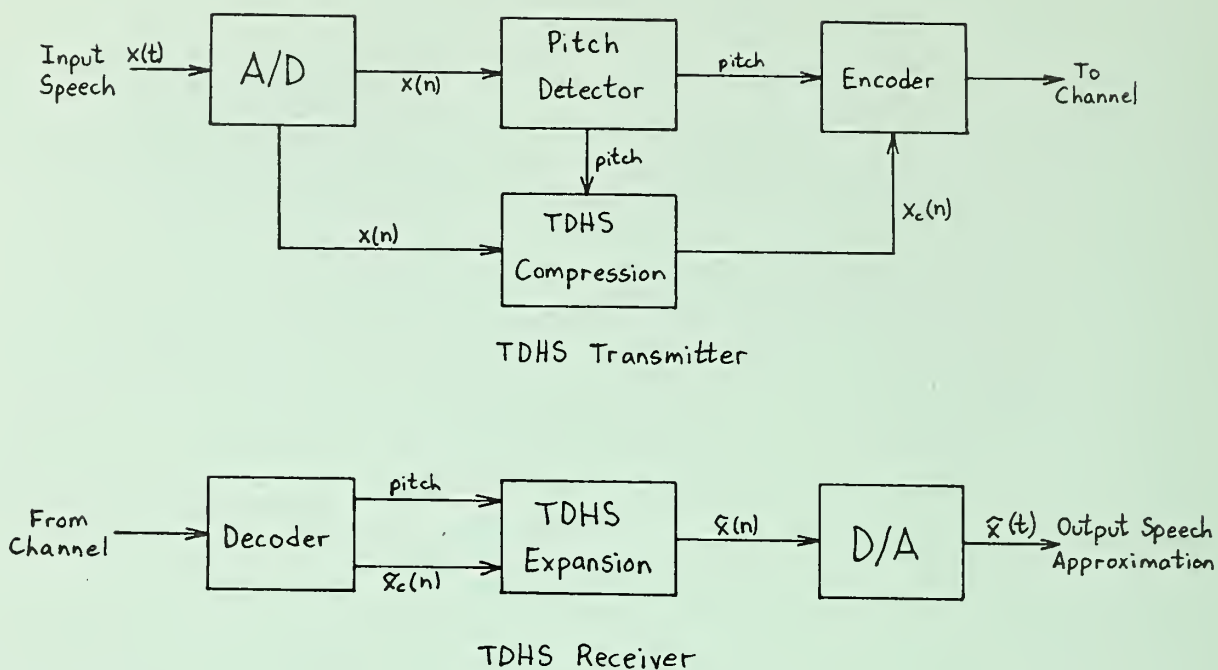 Input
Speech
x(t)
A/D
x(n)
Pitch
Detector
pitch
Encoder
To
Channel
pitch
x(n)
TDHS
Compression
x_c(n)
TDHS Transmitter
From
Channel
Decoder
pitch
x̃_c(n)
TDHS
Expansion
x̃(n)
D/A
x̃(t)
Output Speech
Approximation
TDHS Receiver